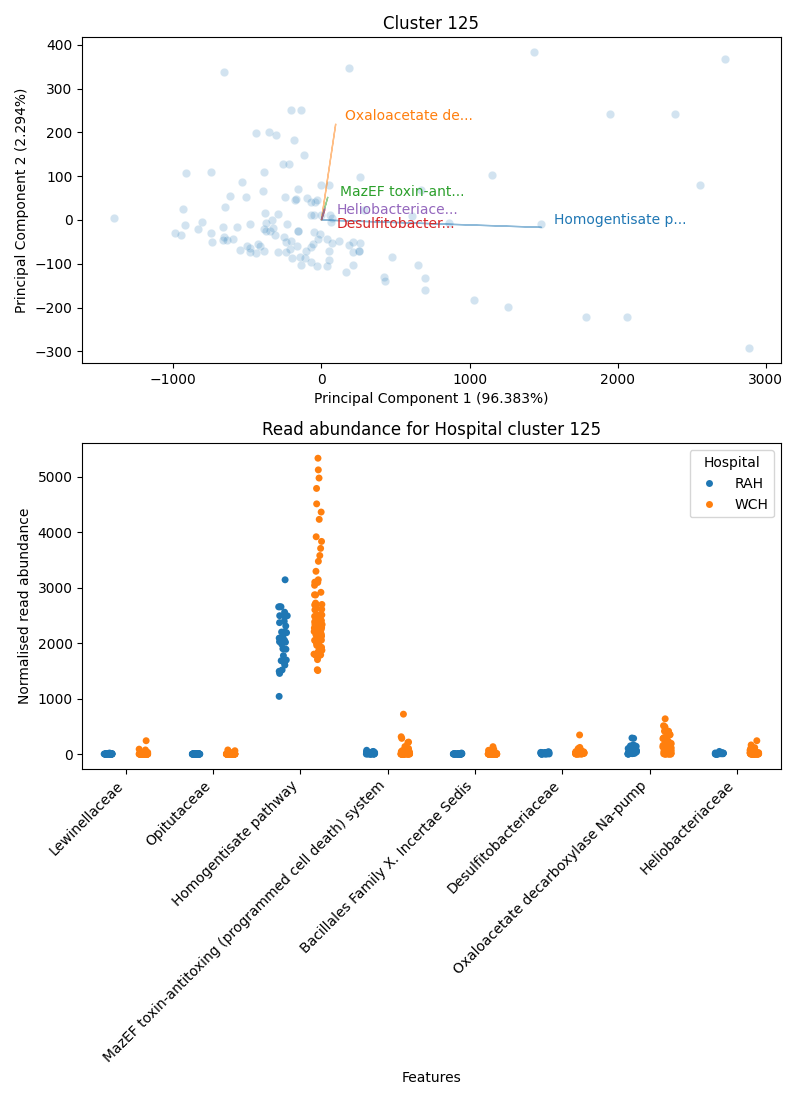 Cluster 125
Principal Component 2 (2.294%)
400
300
200
100
0
−100
−200
−300
Oxaloacetate de...
MazEF toxin-ant...
Heliobacteriace...
Desulfitobacter...
Homogentisate p...
−1000
0
1000
2000
3000
Principal Component 1 (96.383%)
Read abundance for Hospital cluster 125
Normalised read abundance
5000
4000
3000
2000
1000
0
Hospital
RAH
WCH
Lewinellaceae
Opitutaceae
Homogentisate pathway
MazEF toxin-antitoxing (programmed cell death) system
Bacillales Family X. Incertae Sedis
Desulfitobacteriaceae
Oxaloacetate decarboxylase Na-pump
Heliobacteriaceae
Features